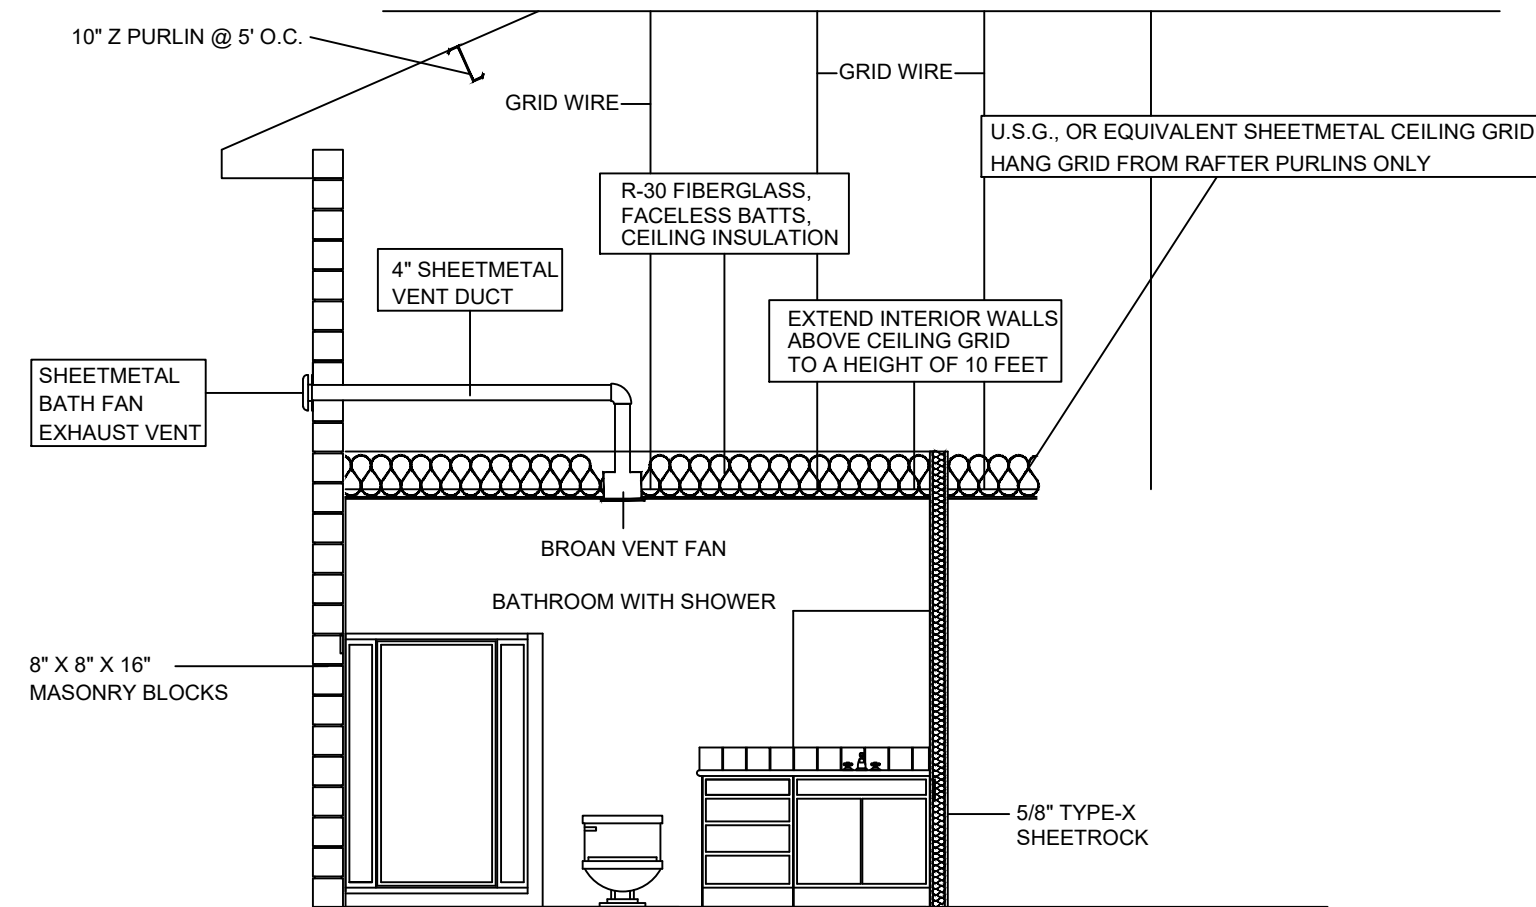 10" Z PURLIN @ 5' O.C.
GRID WIRE
GRID WIRE
U.S.G., OR EQUIVALENT SHEETMETAL CEILING GRID
HANG GRID FROM RAFTER PURLINS ONLY
R-30 FIBERGLASS,
FACELESS BATTS,
CEILING INSULATION
4" SHEETMETAL
VENT DUCT
EXTEND INTERIOR WALLS
ABOVE CEILING GRID
TO A HEIGHT OF 10 FEET
SHEETMETAL
BATH FAN
EXHAUST VENT
BROAN VENT FAN
BATHROOM WITH SHOWER
8" X 8" X 16"
MASONRY BLOCKS
5/8" TYPE-X
SHEETROCK